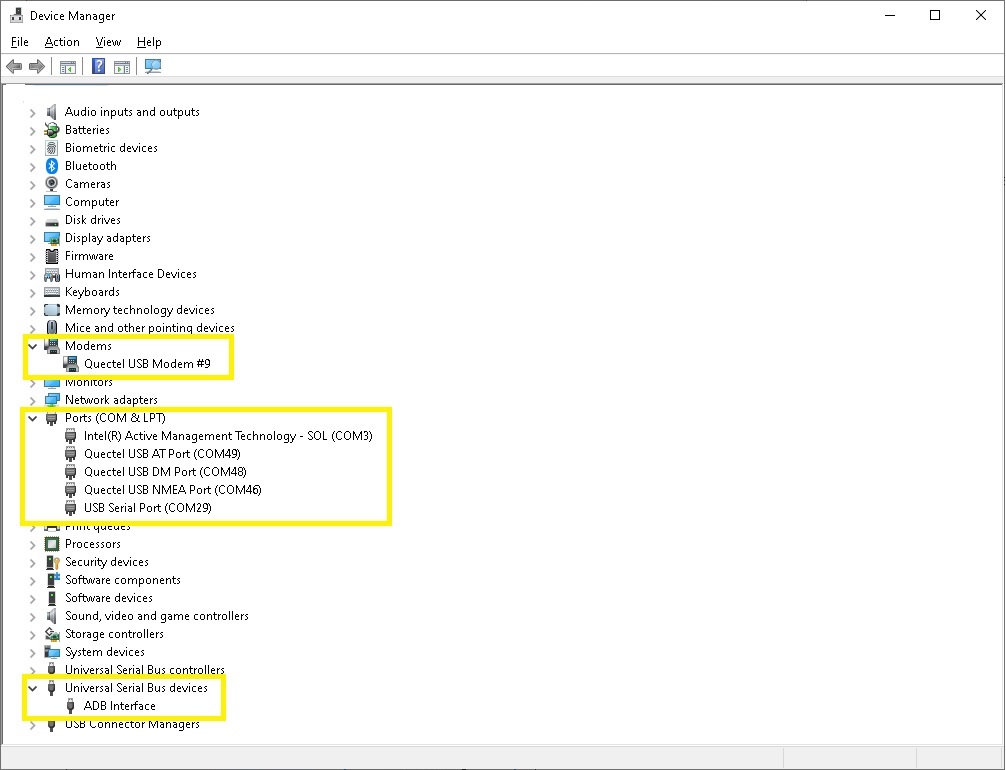 Device Manager
File Action View Help
Audio inputs and outputs
Batteries
Biometric devices
Bluetooth
Cameras
Computer
Disk drives
Display adapters
Firmware
Human Interface Devices
Keyboards
Memory technology devices
Mice and other pointing devices
Modems
Quectel USB Modem #9
Monitors
Network adapters
Ports (COM & LPT)
Intel(R) Active Management Technology - SOL (COM3)
Quectel USB AT Port (COM49)
Quectel USB DM Port (COM48)
Quectel USB NMEA Port (COM46)
USB Serial Port (COM29)
Print queues
Processors
Security devices
Software components
Software devices
Sound, video and game controllers
Storage controllers
System devices
Universal Serial Bus controllers
Universal Serial Bus devices
ADB Interface
USB Connector Managers